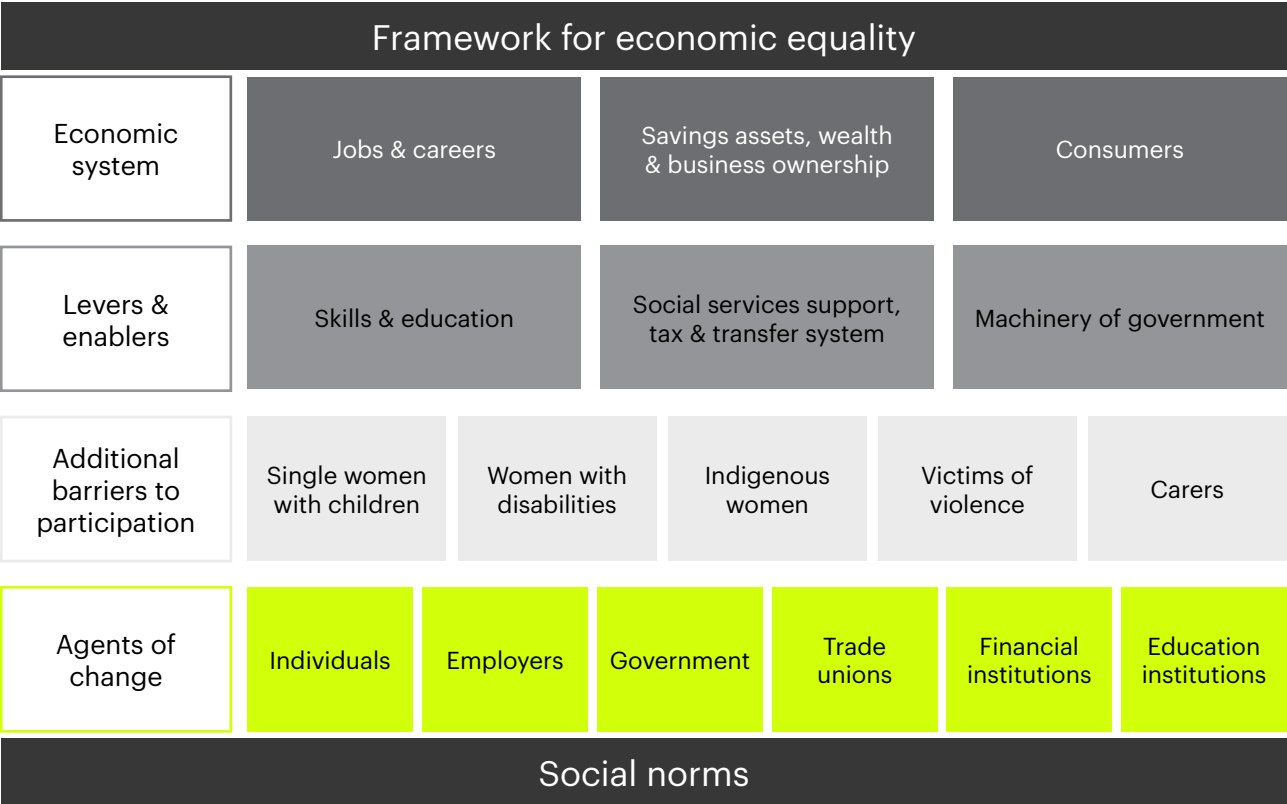 Framework for economic equality
Economic
system
Jobs & careers
Savings assets, wealth
& business ownership
Consumers
Levers &
enablers
Skills & education
Social services support,
tax & transfer system
Machinery of government
Additional
barriers to
participation
Single women
with children
Women with
disabilities
Indigenous
women
Victims of
violence
Carers
Agents of
change
Individuals
Employers
Government
Trade
unions
Financial
institutions
Education
institutions
Social norms